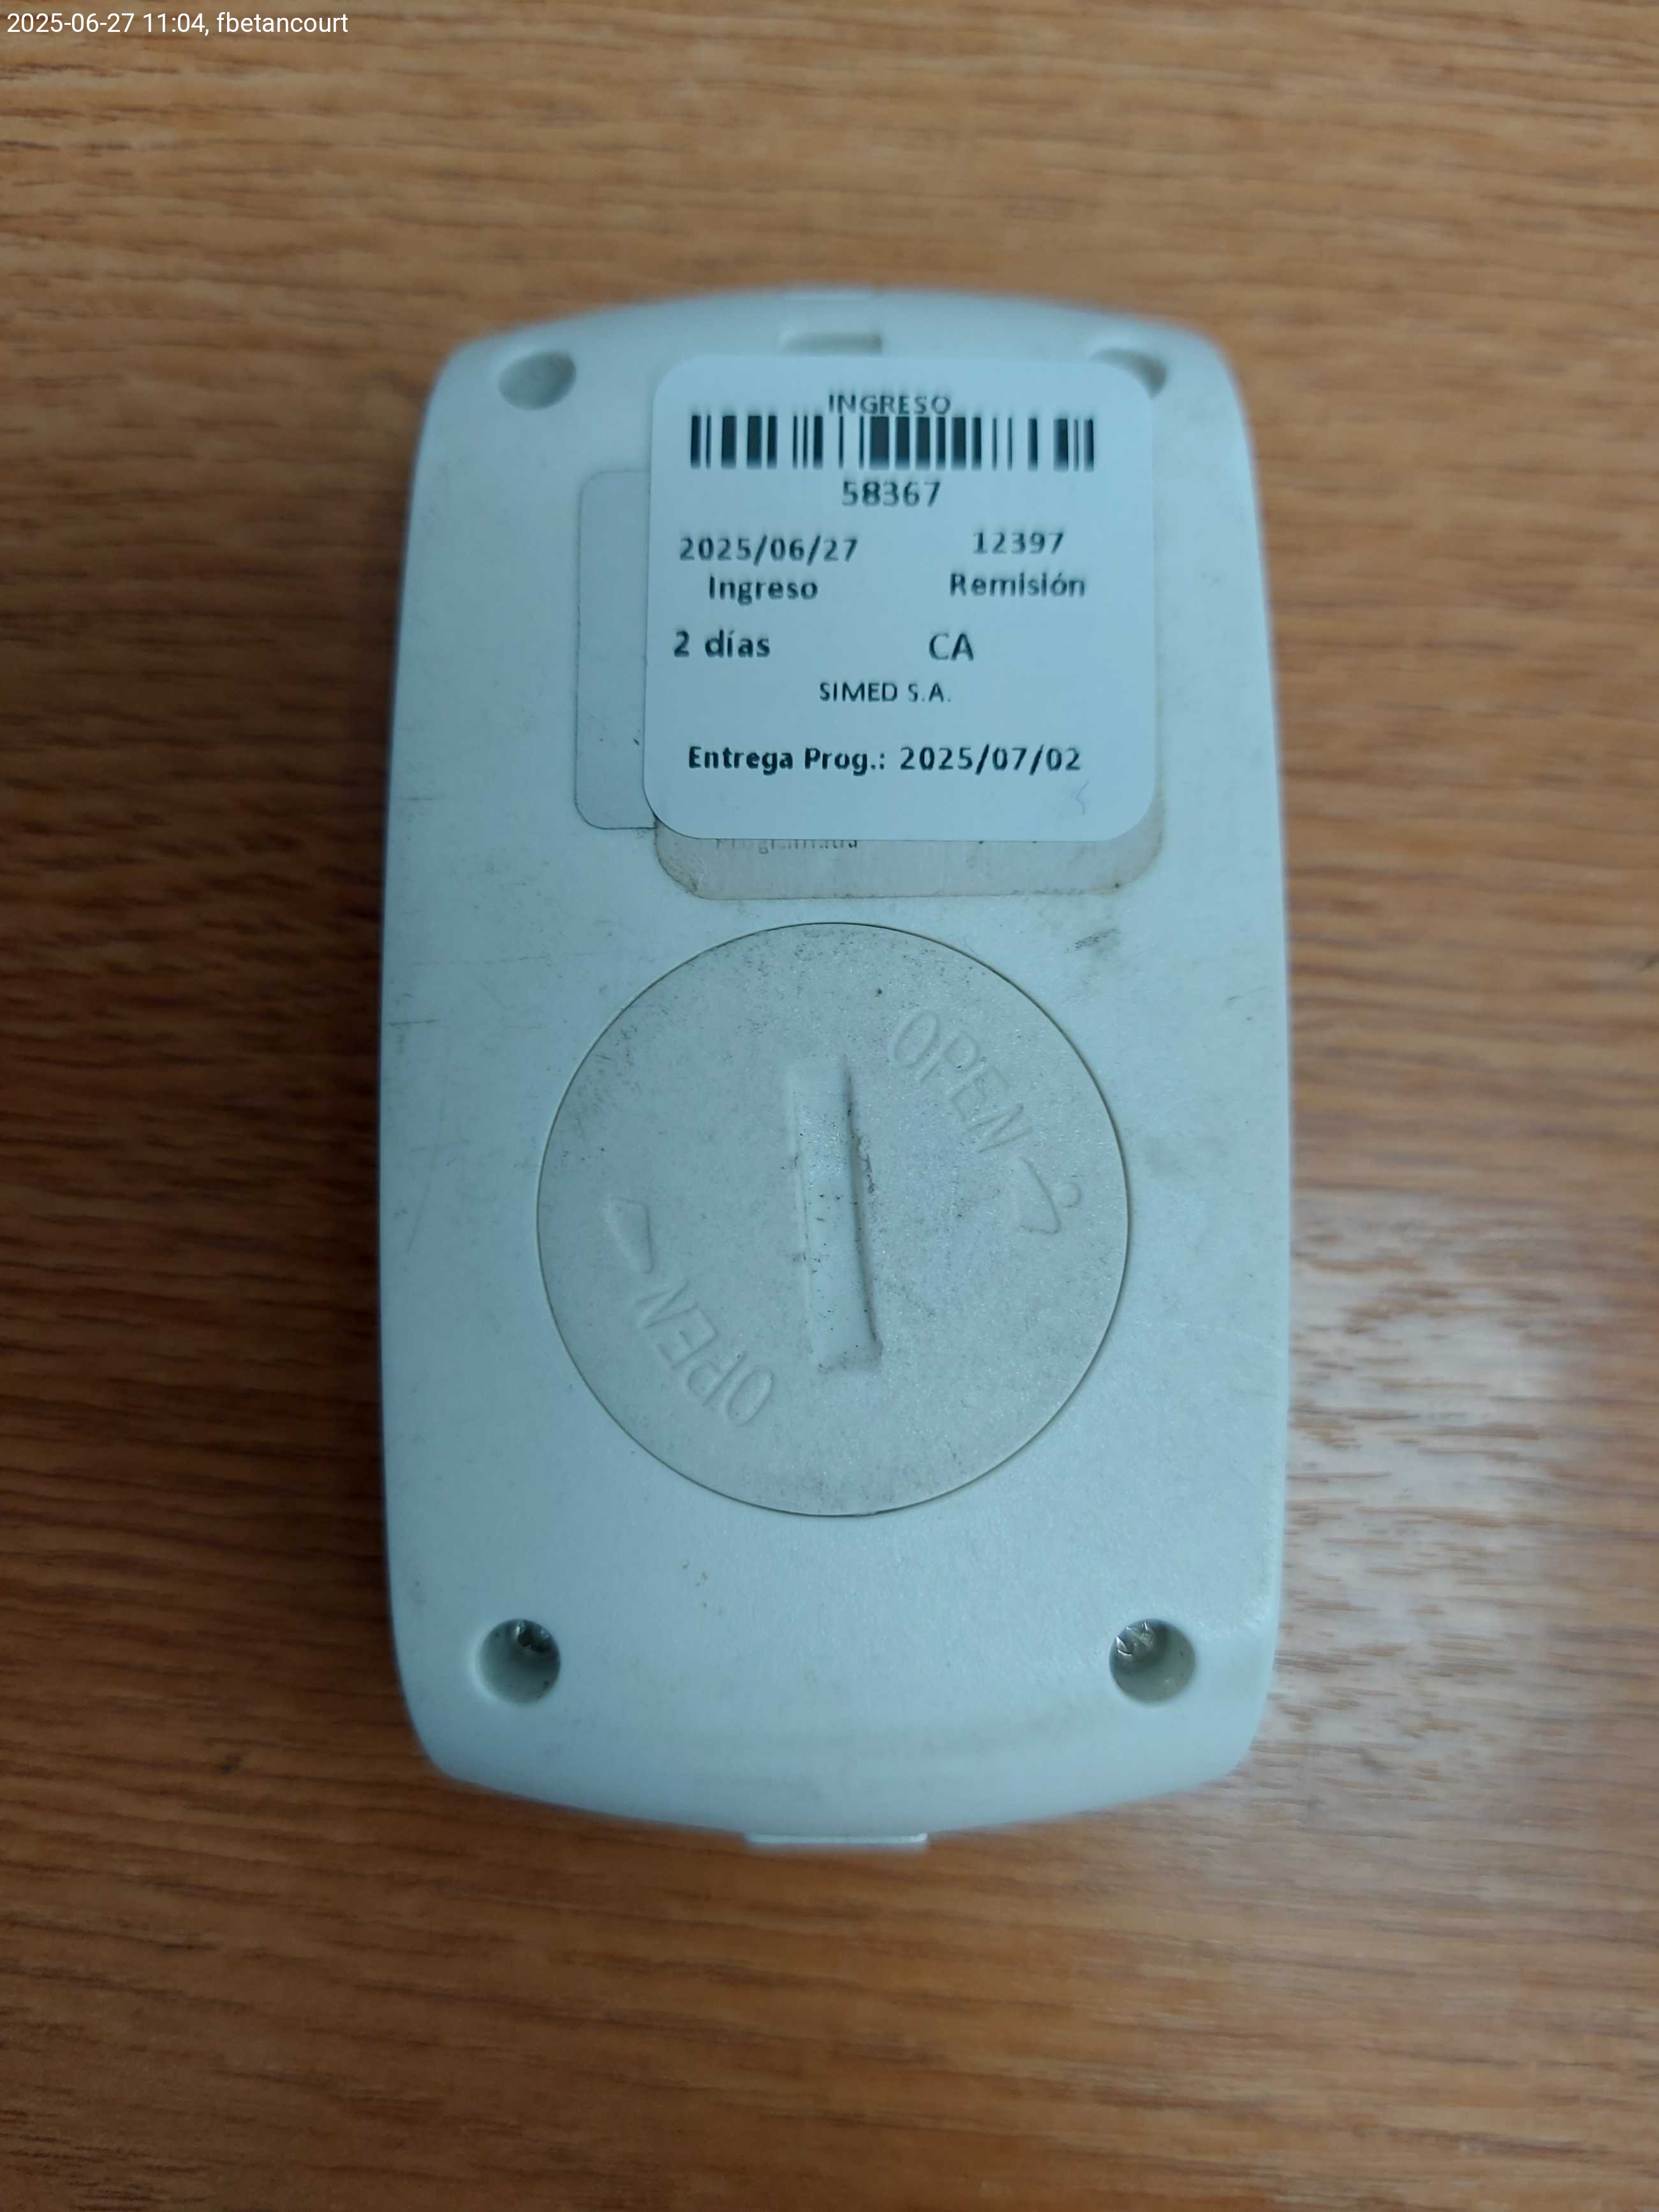 2025-06-27 11:04, fbetancourt
INGRESO
58367
2025/06/27 12397
Ingreso Remisión
2 días CA
SIMED S.A.
Entrega Prog.: 2025/07/02
OPEN
OPEN